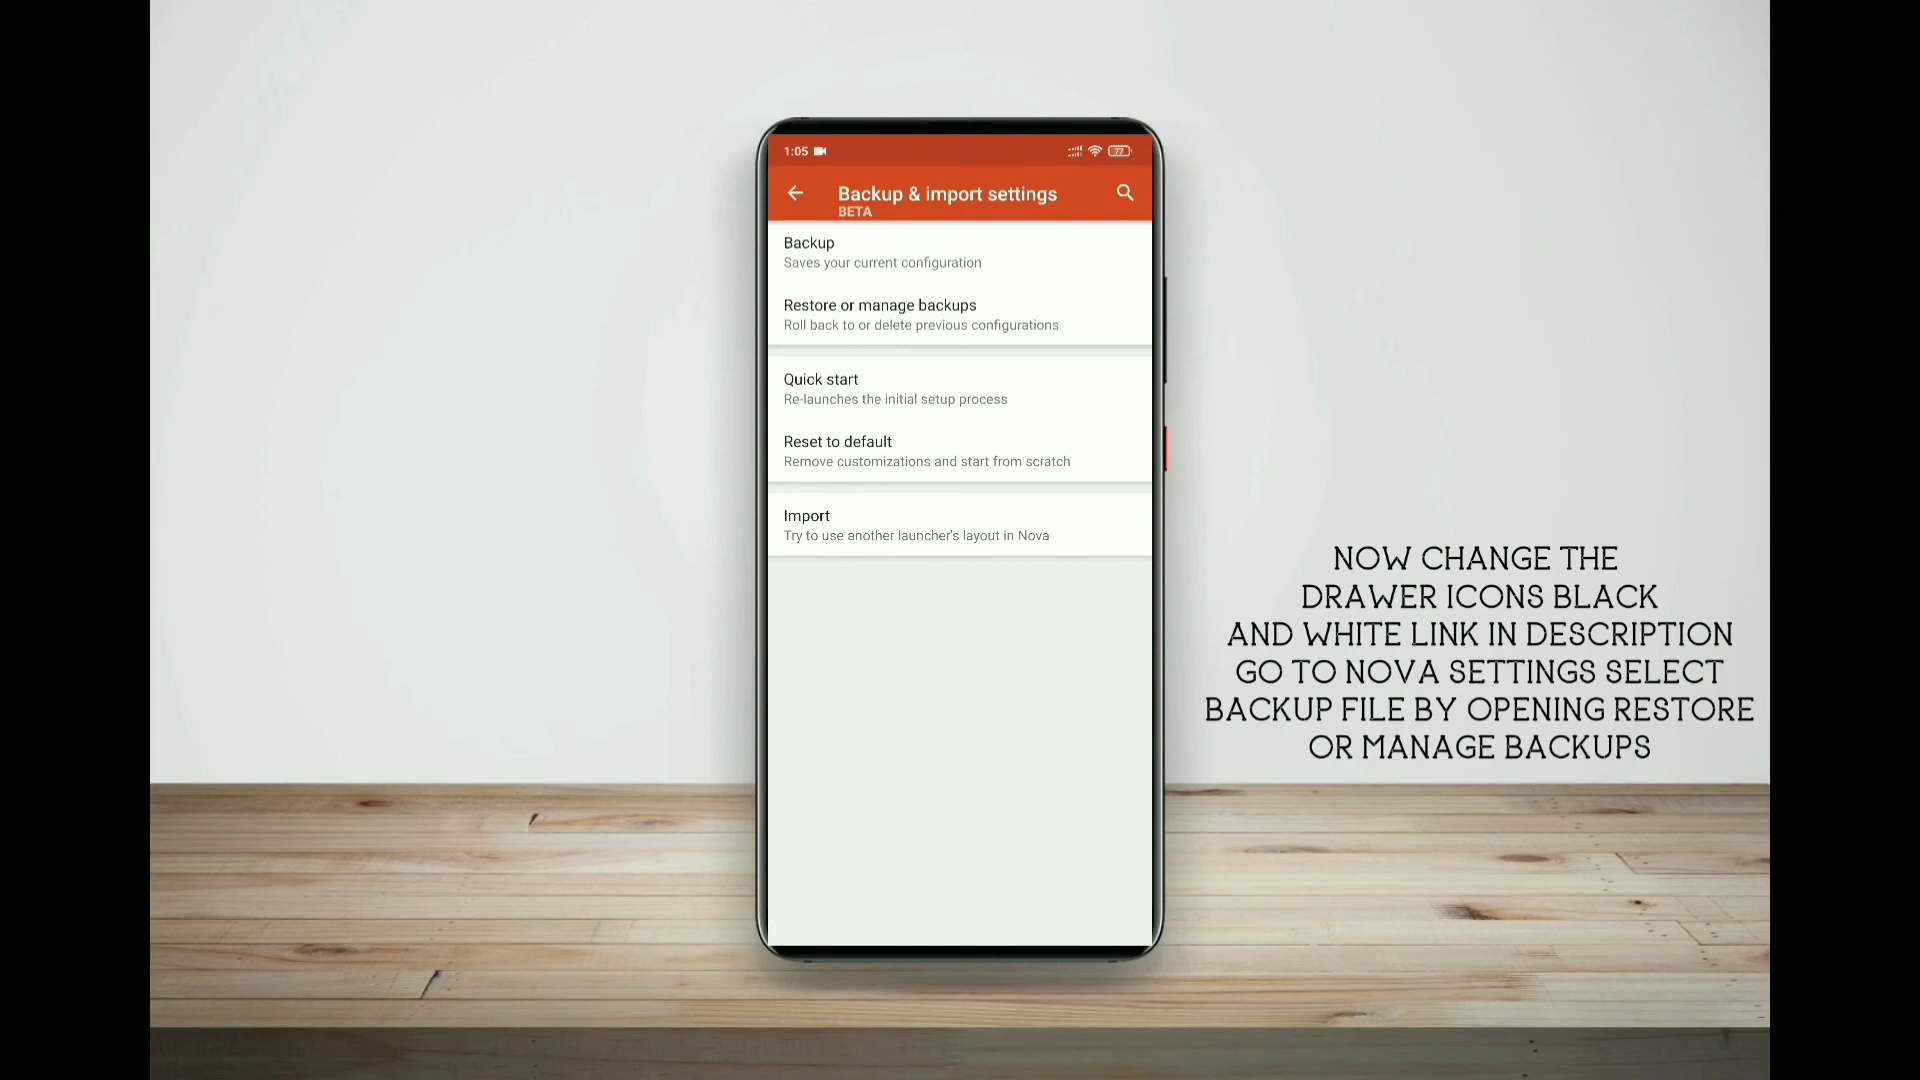 1:05
77
Backup & import settings
BETA
Backup
Saves your current configuration
Restore or manage backups
Roll back to or delete previous configurations
Quick start
Re-launches the initial setup process
Reset to default
Remove customizations and start from scratch
Import
Try to use another launcher's layout in Nova
NOW CHANGE THE
DRAWER ICONS BLACK
AND WHITE LINK IN DESCRIPTION
GO TO NOVA SETTINGS SELECT
BACKUP FILE BY OPENING RESTORE
OR MANAGE BACKUPS